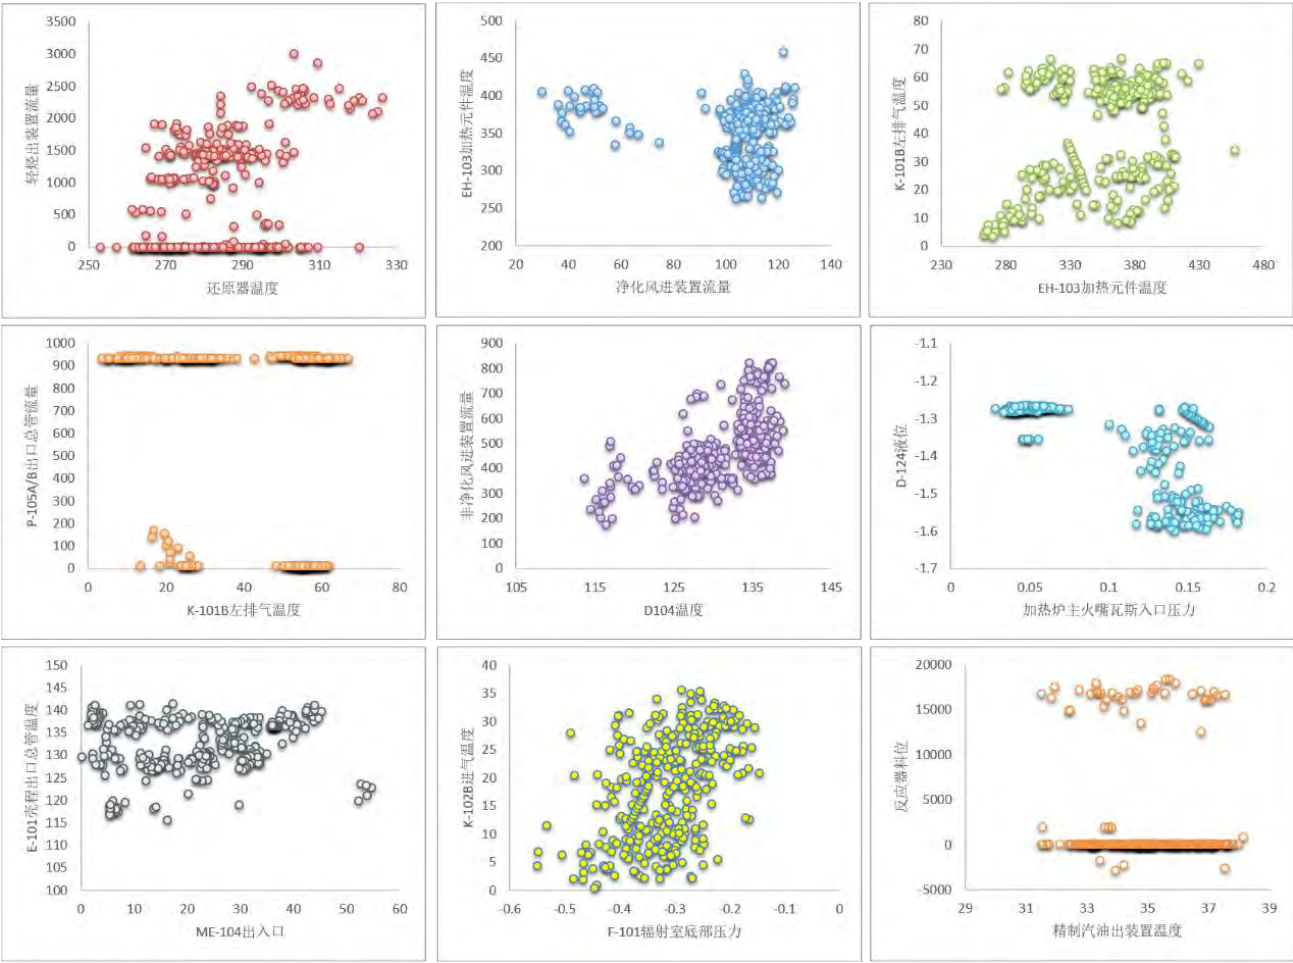 3500
3000
2500
2000
1500
1000
500
0
轻烃出装置流量
250 270 290 310 330
还原器温度
500
450
400
350
300
250
200
EH-103加热元件温度
20 40 60 80 100 120 140
净化风进装置流量
80
70
60
50
40
30
20
10
0
K-101B左排气温度
230 280 330 380 430 480
EH-103加热元件温度
1000
900
800
700
600
500
400
300
200
100
0
P-105A/B出口总管流量
0 20 40 60 80
K-101B左排气温度
900
800
700
600
500
400
300
200
100
0
非净化风进装置流量
105 115 125 135 145
D104温度
-1.1
-1.2
-1.3
-1.4
-1.5
-1.6
-1.7
D-124液位
0 0.05 0.1 0.15 0.2
加热炉主火嘴瓦斯入口压力
150
145
140
135
130
125
120
115
110
105
100
E-101壳程出口总管温度
0 10 20 30 40 50 60
ME-104出入口
40
35
30
25
20
15
10
5
0
K-102B进气温度
-0.6 -0.5 -0.4 -0.3 -0.2 -0.1 0
F-101辐射室底部压力
20000
15000
10000
5000
0
-5000
反应器料位
29 31 33 35 37 39
精制汽油出装置温度